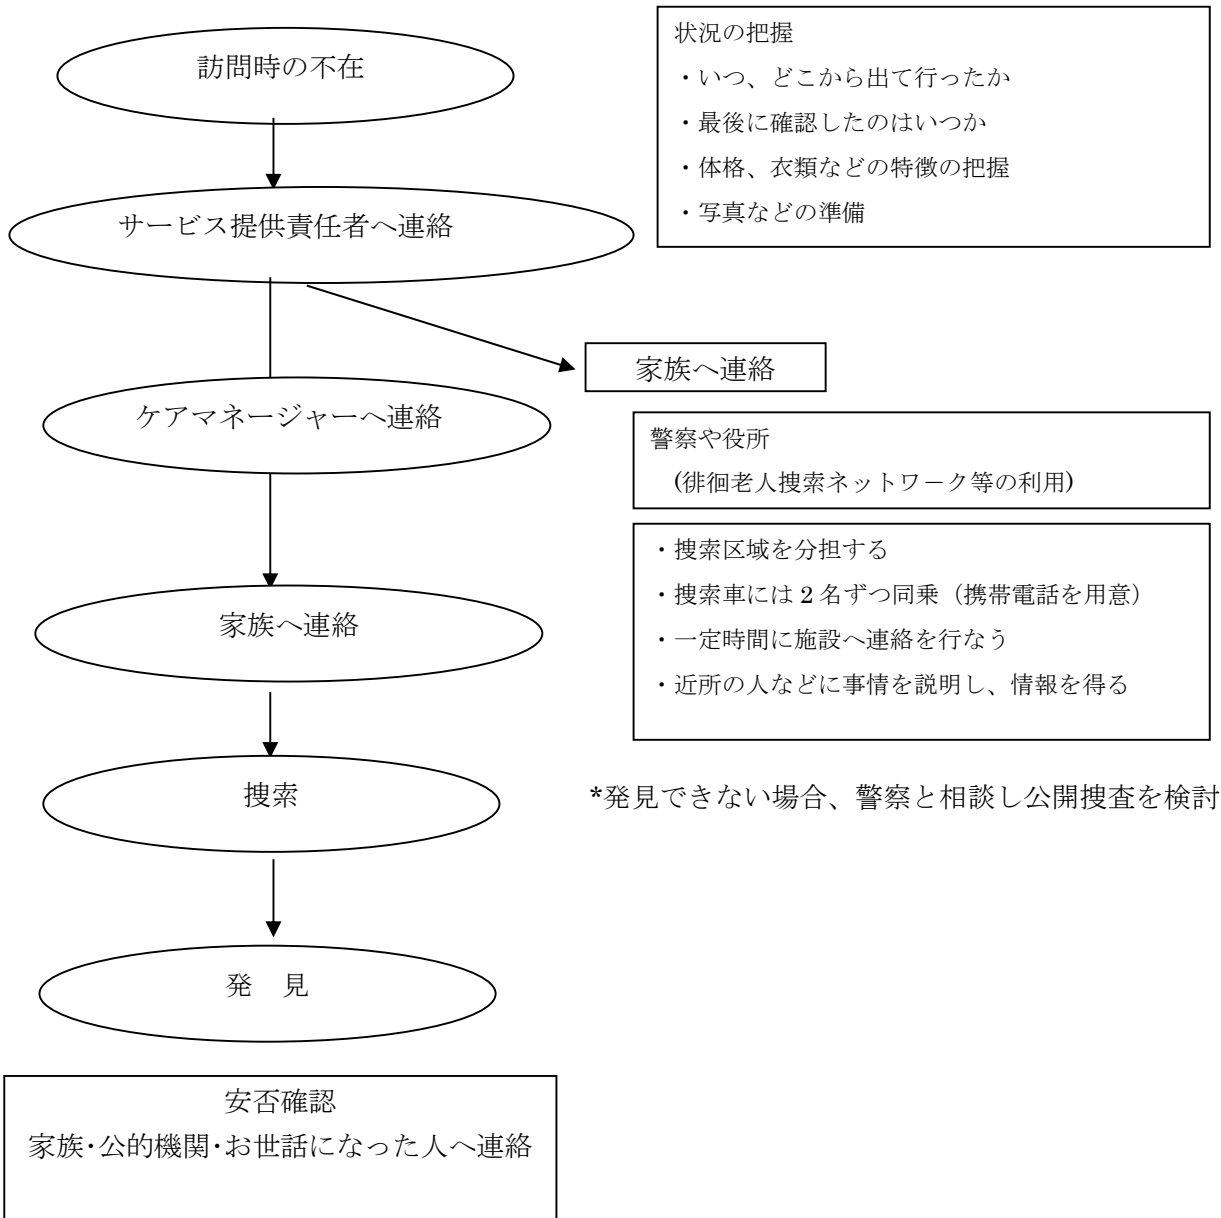 訪問時の不在
状況の把握
・いつ、どこから出て行ったか
・最後に確認したのはいつか
・体格、衣類などの特徴の把握
・写真などの準備
サービス提供責任者へ連絡
家族へ連絡
ケアマネージャーへ連絡
警察や役所
(徘徊老人捜索ネットワーク等の利用)
・捜索区域を分担する
・捜索車には 2 名ずつ同乗（携帯電話を用意）
・一定時間に施設へ連絡を行なう
・近所の人などに事情を説明し、情報を得る
家族へ連絡
捜索
*発見できない場合、警察と相談し公開捜査を検討
発　見
安否確認
家族･公的機関･お世話になった人へ連絡